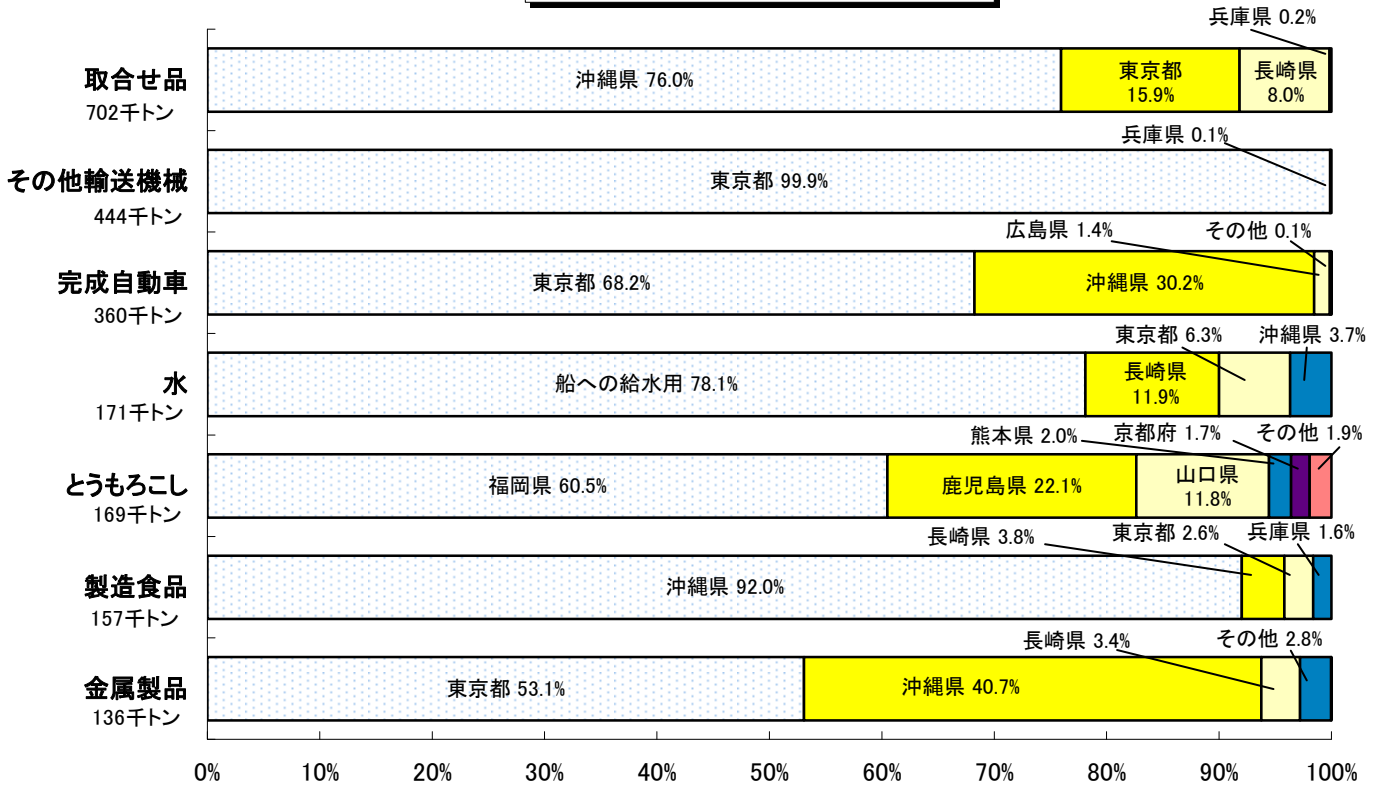 兵庫県 0.2%
取合せ品
702千トン
沖縄県 76.0%
東京都
15.9%
長崎県
8.0%
兵庫県 0.1%
その他輸送機械
444千トン
東京都 99.9%
広島県 1.4%
その他 0.1%
完成自動車
360千トン
東京都 68.2%
沖縄県 30.2%
東京都 6.3%
沖縄県 3.7%
水
171千トン
船への給水用 78.1%
長崎県
11.9%
熊本県 2.0%
京都府 1.7%
その他 1.9%
とうもろこし
169千トン
福岡県 60.5%
鹿児島県 22.1%
山口県
11.8%
長崎県 3.8%
東京都 2.6%
兵庫県 1.6%
製造食品
157千トン
沖縄県 92.0%
長崎県 3.4%
その他 2.8%
金属製品
136千トン
東京都 53.1%
沖縄県 40.7%
0% 10% 20% 30% 40% 50% 60% 70% 80% 90% 100%